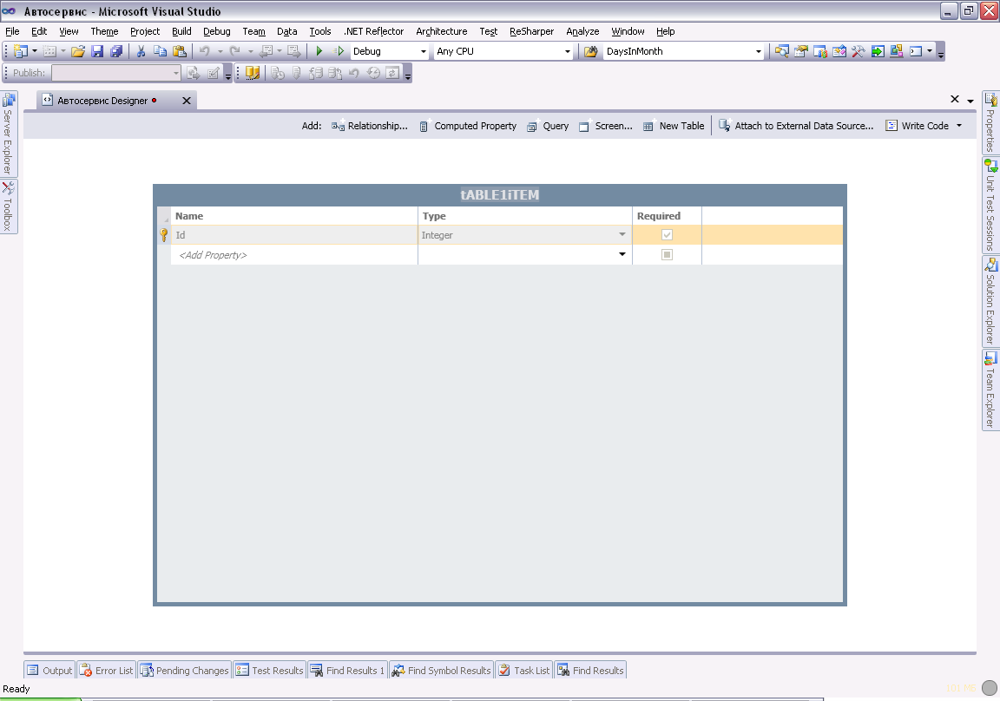 Автосервис - Microsoft Visual Studio
File Edit View Theme Project Build Debug Team Data Tools .NET Reflector Architecture Test ReSharper Analyze Window Help
Debug Any CPU DaysInMonth
Publish:
Автосервис Designer
Add: Relationship... Computed Property Query Screen... New Table Attach to External Data Source... Write Code
Server Explorer
Toolbox
tABLE1iTEM
Name Type Required
Id Integer
<Add Property>
Properties
Unit Test Sessions
Solution Explorer
Team Explorer
Output Error List Pending Changes Test Results Find Results 1 Find Symbol Results Task List Find Results
Ready